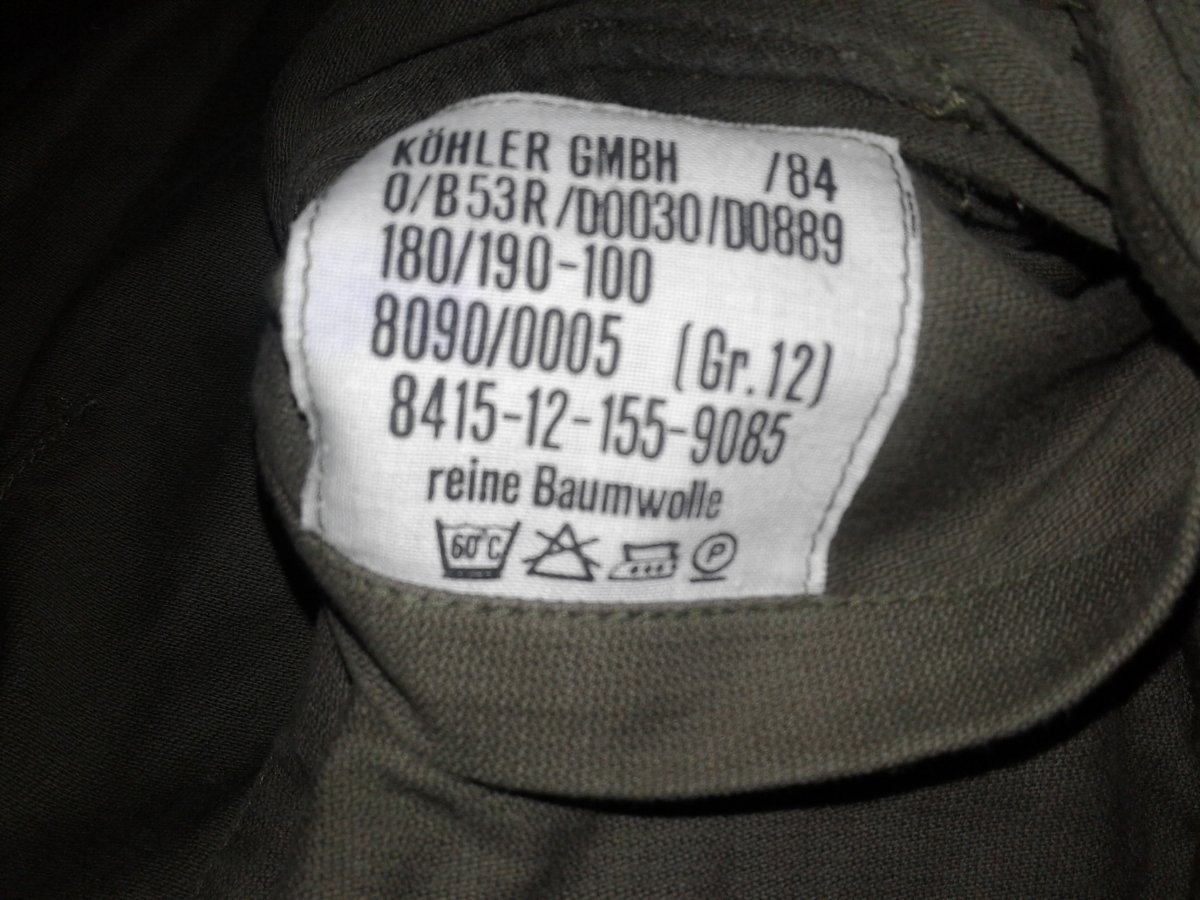 KÖHLER GMBH /84
Q/B53R/D0030/D0889
180/190-100
8090/0005 (Gr.12)
8415-12-155-9085
reine Baumwolle
60°C P